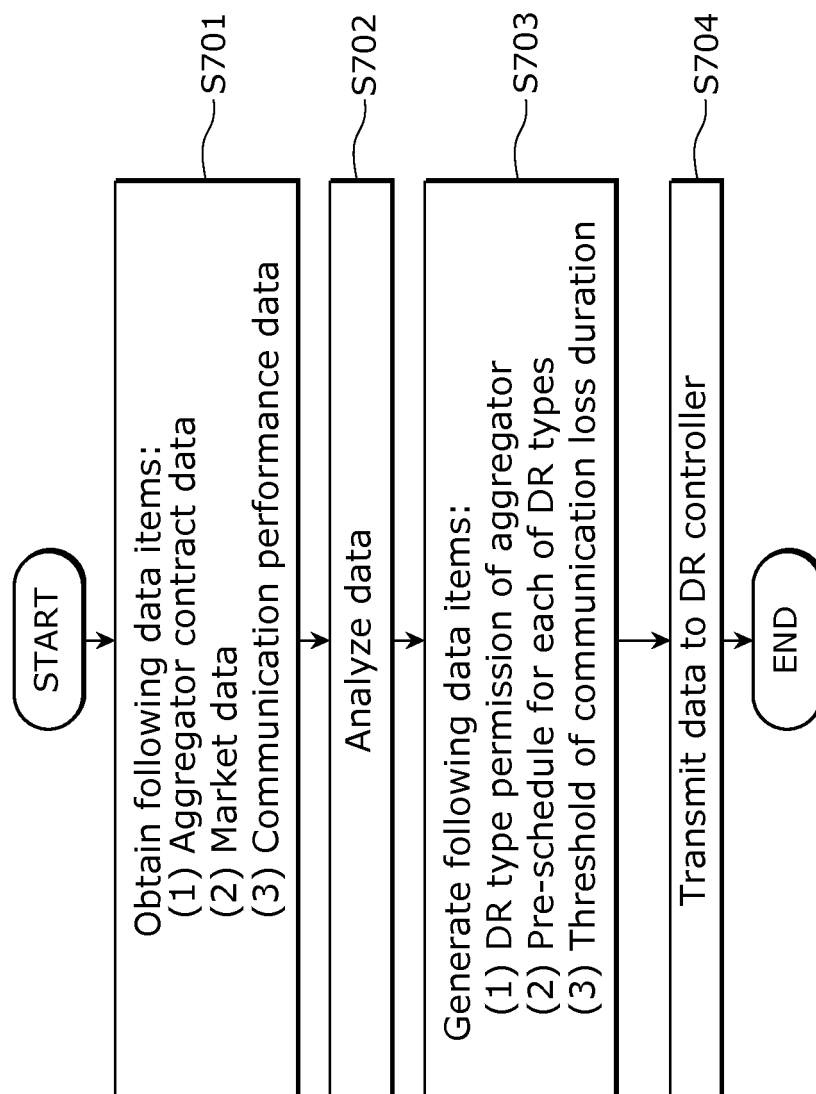 START
Obtain following data items:
(1) Aggregator contract data
(2) Market data
(3) Communication performance data
S701
Analyze data
S702
Generate following data items:
(1) DR type permission of aggregator
(2) Pre-schedule for each of DR types
(3) Threshold of communication loss duration
S703
Transmit data to DR controller
S704
END